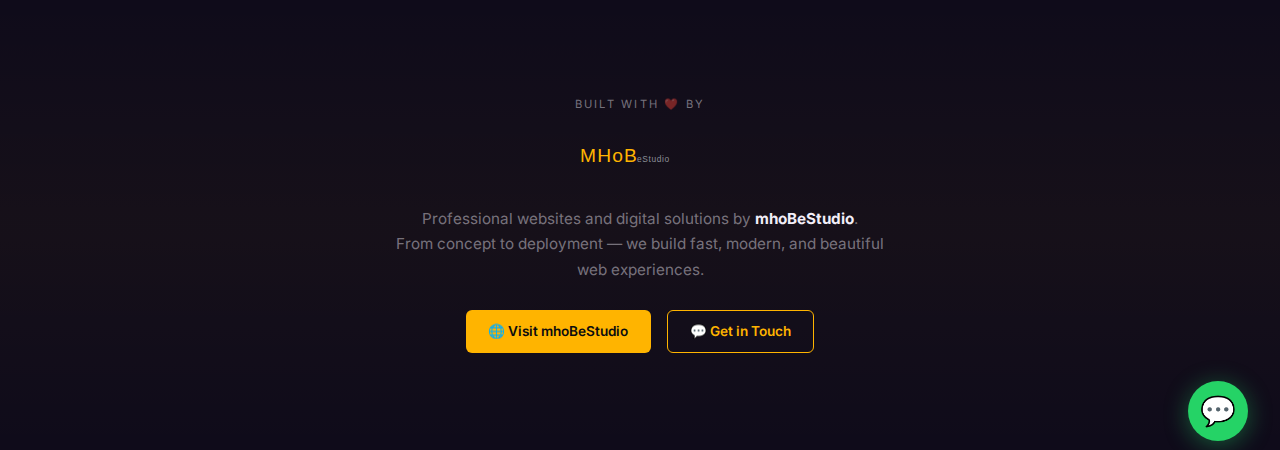 BUILT WITH ❤️ BY
MHoBeStudio
Professional websites and digital solutions by mhoBeStudio.
From concept to deployment — we build fast, modern, and beautiful
web experiences.
🌐 Visit mhoBeStudio
💬 Get in Touch